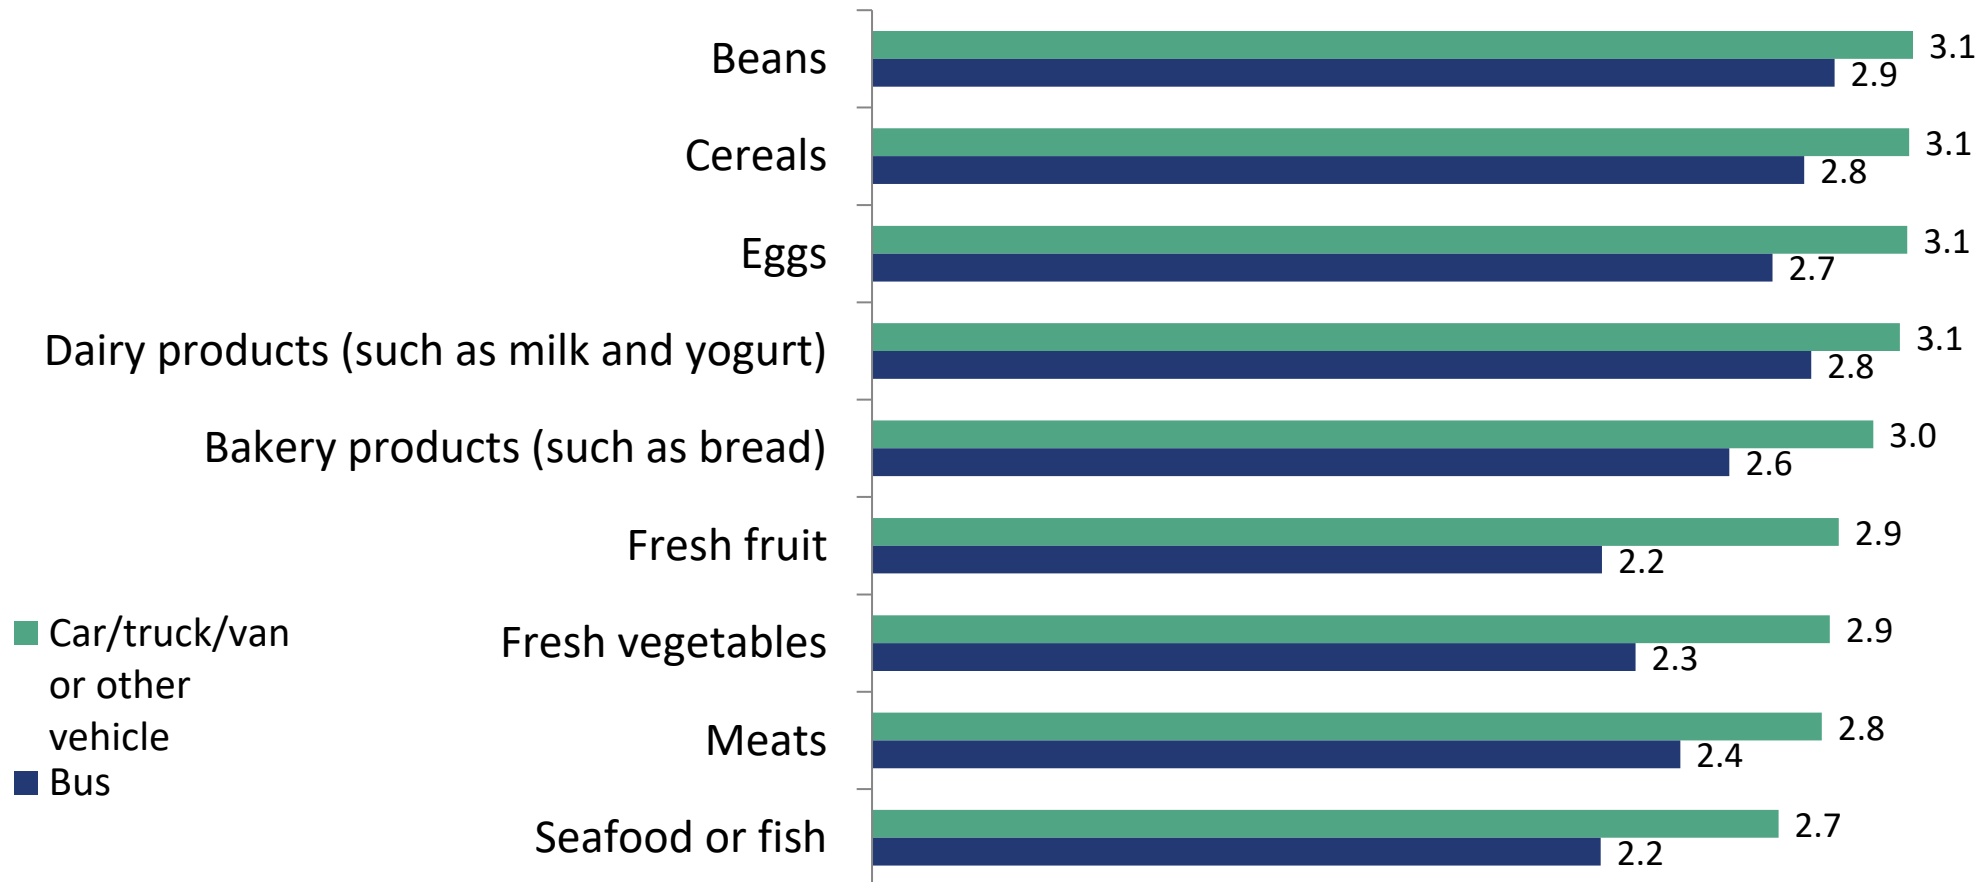 Beans
3.1
2.9
Cereals
3.1
2.8
Eggs
3.1
2.7
Dairy products (such as milk and yogurt)
3.1
2.8
Bakery products (such as bread)
3.0
2.6
Fresh fruit
2.9
2.2
Fresh vegetables
2.9
2.3
Meats
2.8
2.4
Seafood or fish
2.7
2.2
Car/truck/van
or other
vehicle
Bus